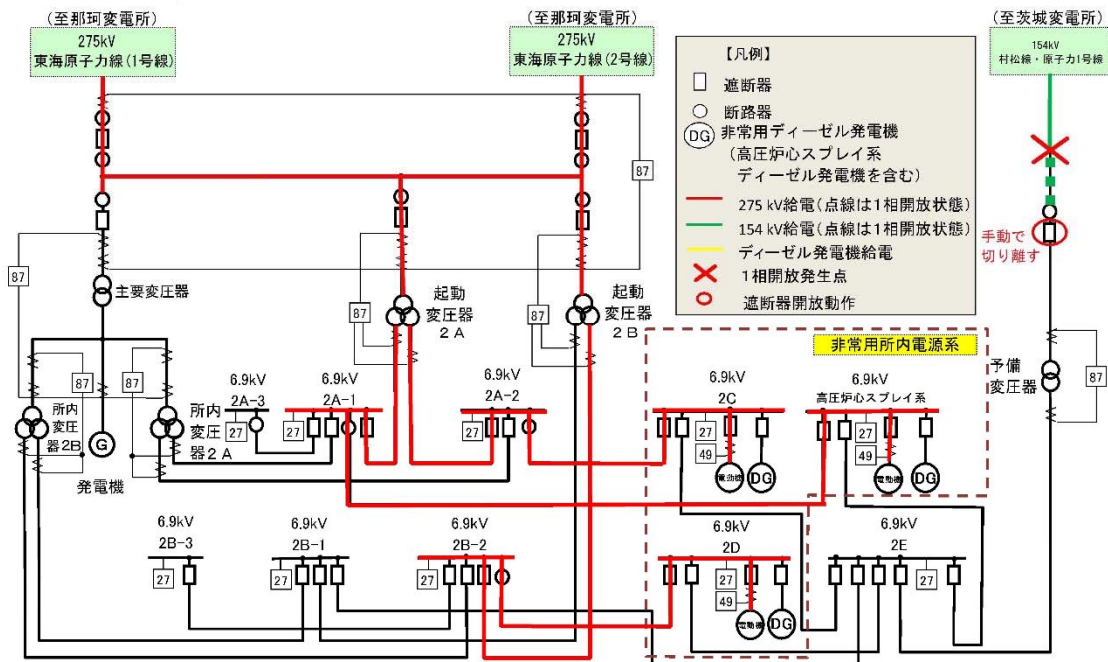 (至那珂変電所)
275kV
東海原子力線(1号線)
(至那珂変電所)
275kV
東海原子力線(2号線)
(至茨城変電所)
154kV
村松線・原子力1号線
【凡例】
遮断器
断路器
DG 非常用ディーゼル発電機
(高圧炉心スプレイ系
ディーゼル発電機を含む)
275 kV給電(点線は1相開放状態)
154 kV給電(点線は1相開放状態)
ディーゼル発電機給電
1相開放発生点
遮断器開放動作
手動で
切り離す
87
87
主要変圧器
87
起動
変圧器
2A
87
起動
変圧器
2B
非常用所内電源系
予備
変圧器
87
87
87
所内
変圧
器2B
G
発電機
所内
変圧
器2A
6.9kV
2A-3
27
6.9kV
2A-1
27
6.9kV
2A-2
27
6.9kV
2C
27
49
電動機
DG
6.9kV
高圧炉心スプレイ系
27
49
電動機
DG
6.9kV
2B-3
27
6.9kV
2B-1
27
6.9kV
2B-2
27
6.9kV
2D
27
49
電動機
DG
6.9kV
2E
27